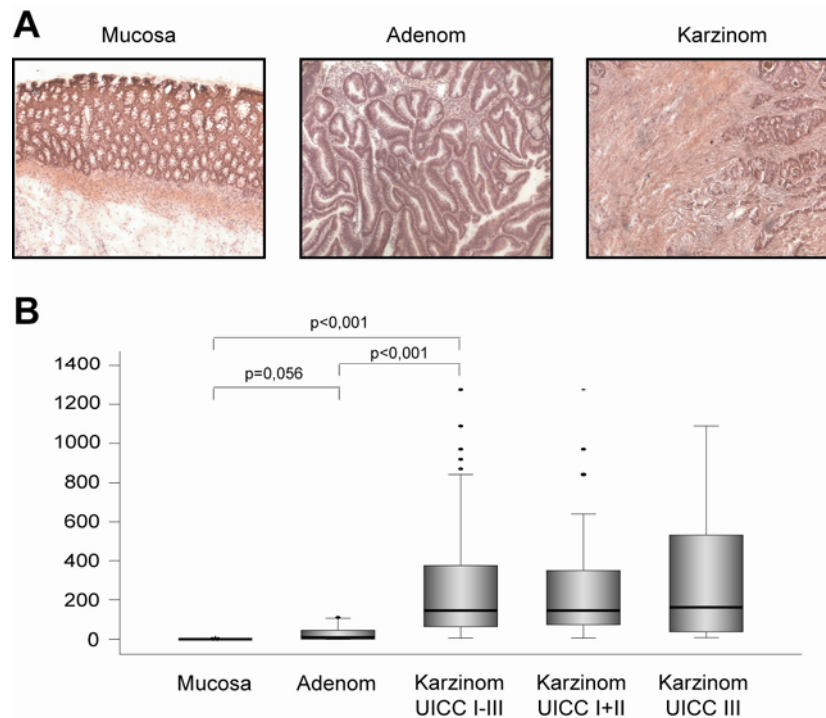 A
Mucosa Adenom Karzinom
B
p<0,001
p<0,001
p=0,056
1400
1200
1000
800
600
400
200
0
Mucosa Adenom Karzinom Karzinom Karzinom
UICC I-III UICC I+II UICC III